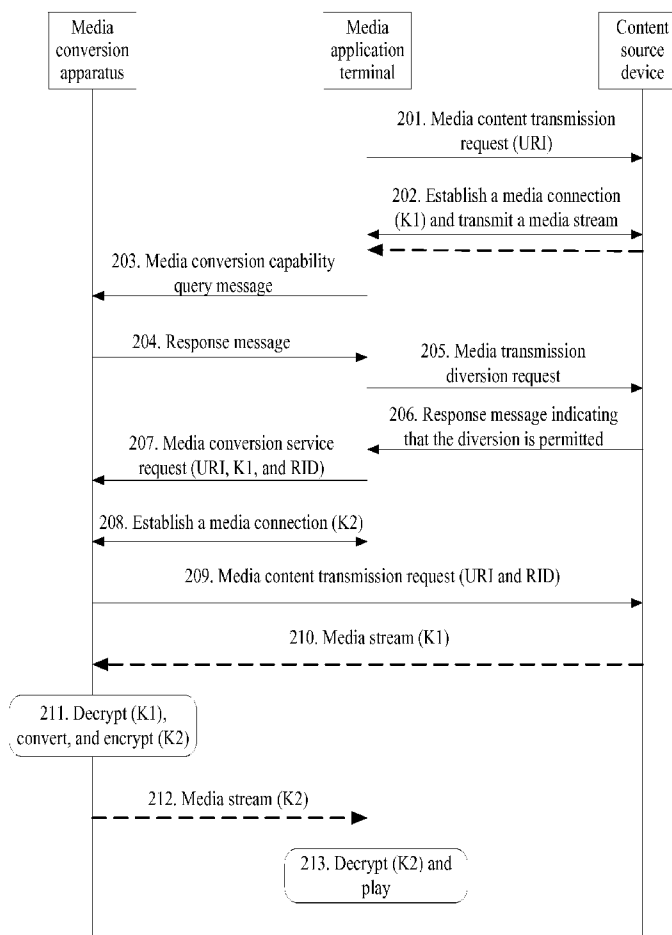 Media
conversion
apparatus
Media
application
terminal
Content
source
device
201. Media content transmission
request (URI)
202. Establish a media connection
(K1) and transmit a media stream
203. Media conversion capability
query message
204. Response message
205. Media transmission
diversion request
206. Response message indicating
that the diversion is permitted
207. Media conversion service
request (URI, K1, and RID)
208. Establish a media connection (K2)
209. Media content transmission request (URI and RID)
210. Media stream (K1)
211. Decrypt (K1),
convert, and encrypt (K2)
212. Media stream (K2)
213. Decrypt (K2) and
play